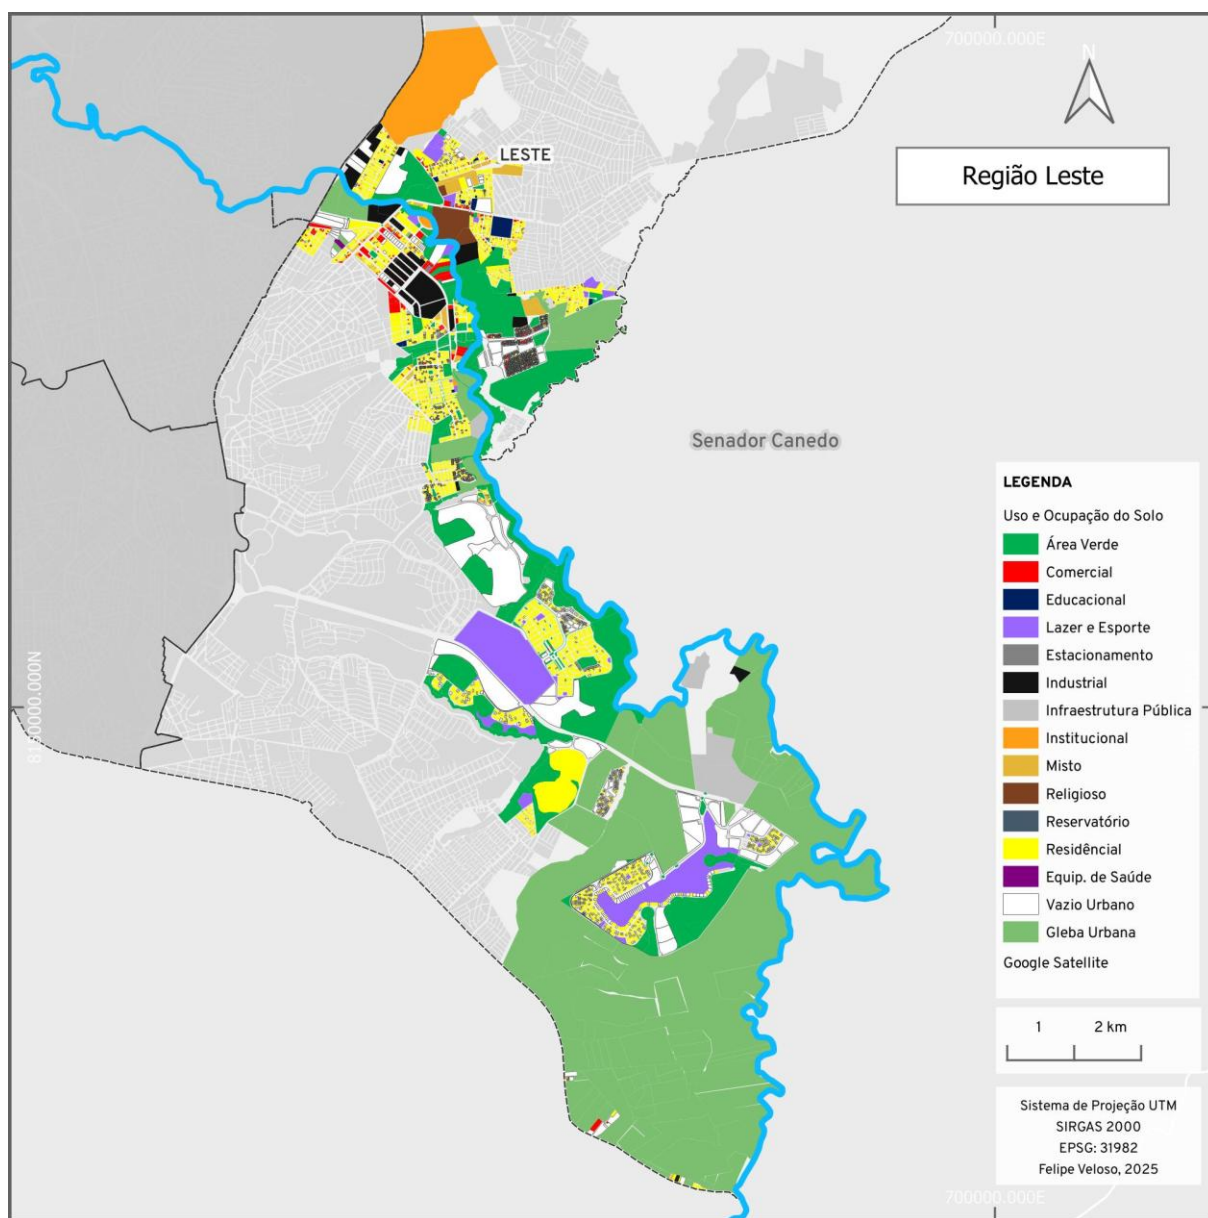 700000.000E
N
Região Leste
LESTE
Senador Canedo
LEGENDA
Uso e Ocupação do Solo
Área Verde
Comercial
Educacional
Lazer e Esporte
Estacionamento
Industrial
Infraestrutura Pública
Institucional
Misto
Religioso
Reservatório
Residêncial
Equip. de Saúde
Vazio Urbano
Gleba Urbana
Google Satellite
1 2 km
Sistema de Projeção UTM
SIRGAS 2000
EPSG: 31982
Felipe Veloso, 2025
700000.000E